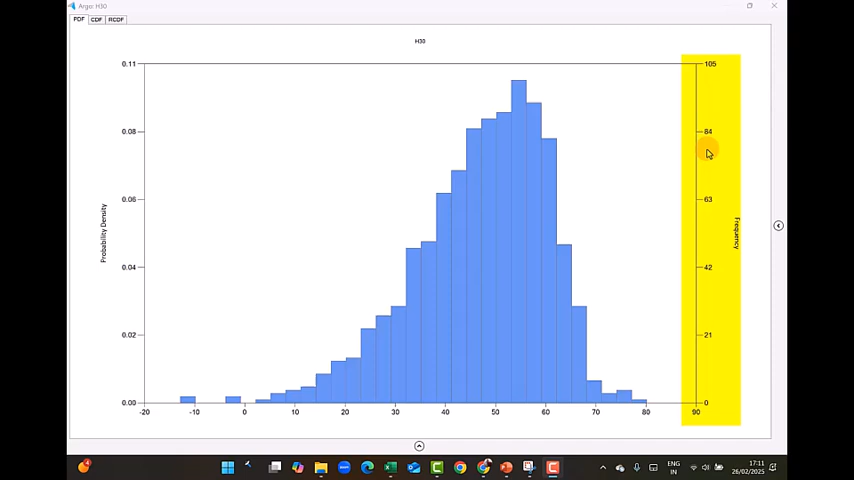 Argo: H30
PDF CDF RCDF
H30
0.11
0.08
0.06
0.04
0.02
0.00
Probability Density
105
84
63
42
21
0
Frequency
-20 -10 0 10 20 30 40 50 60 70 80 90
4
ENG
IN
17:11
26/02/2025